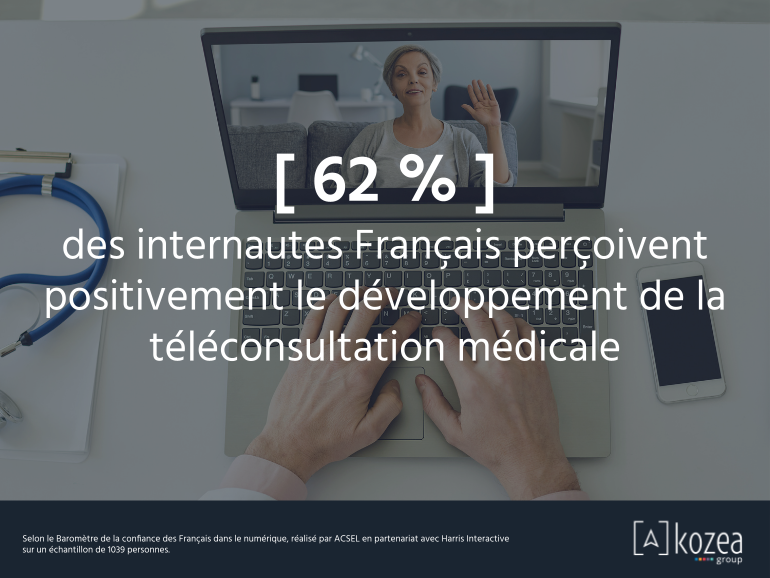 [ 62 % ]
des internautes Français perçoivent
positivement le développement de la
téléconsultation médicale
Selon le Baromètre de la confiance des Français dans le numérique, réalisé par ACSEL en partenariat avec Harris Interactive
sur un échantillon de 1039 personnes.
[A] kozea
group